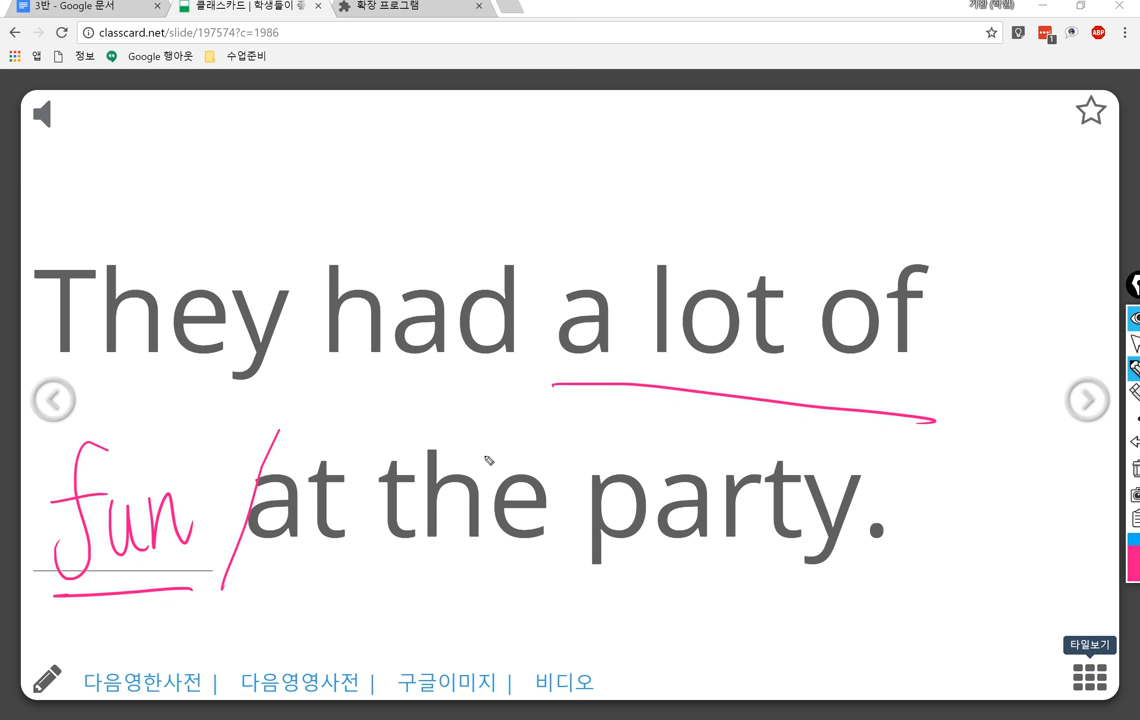 3반 - Google 문서
클래스카드 | 학생들이 좋
확장 프로그램
classcard.net/slide/197574?c=1986
앱 정보 Google 행아웃 수업준비
They had a lot of
fun at the party.
타일보기
다음영한사전 | 다음영영사전 | 구글이미지 | 비디오